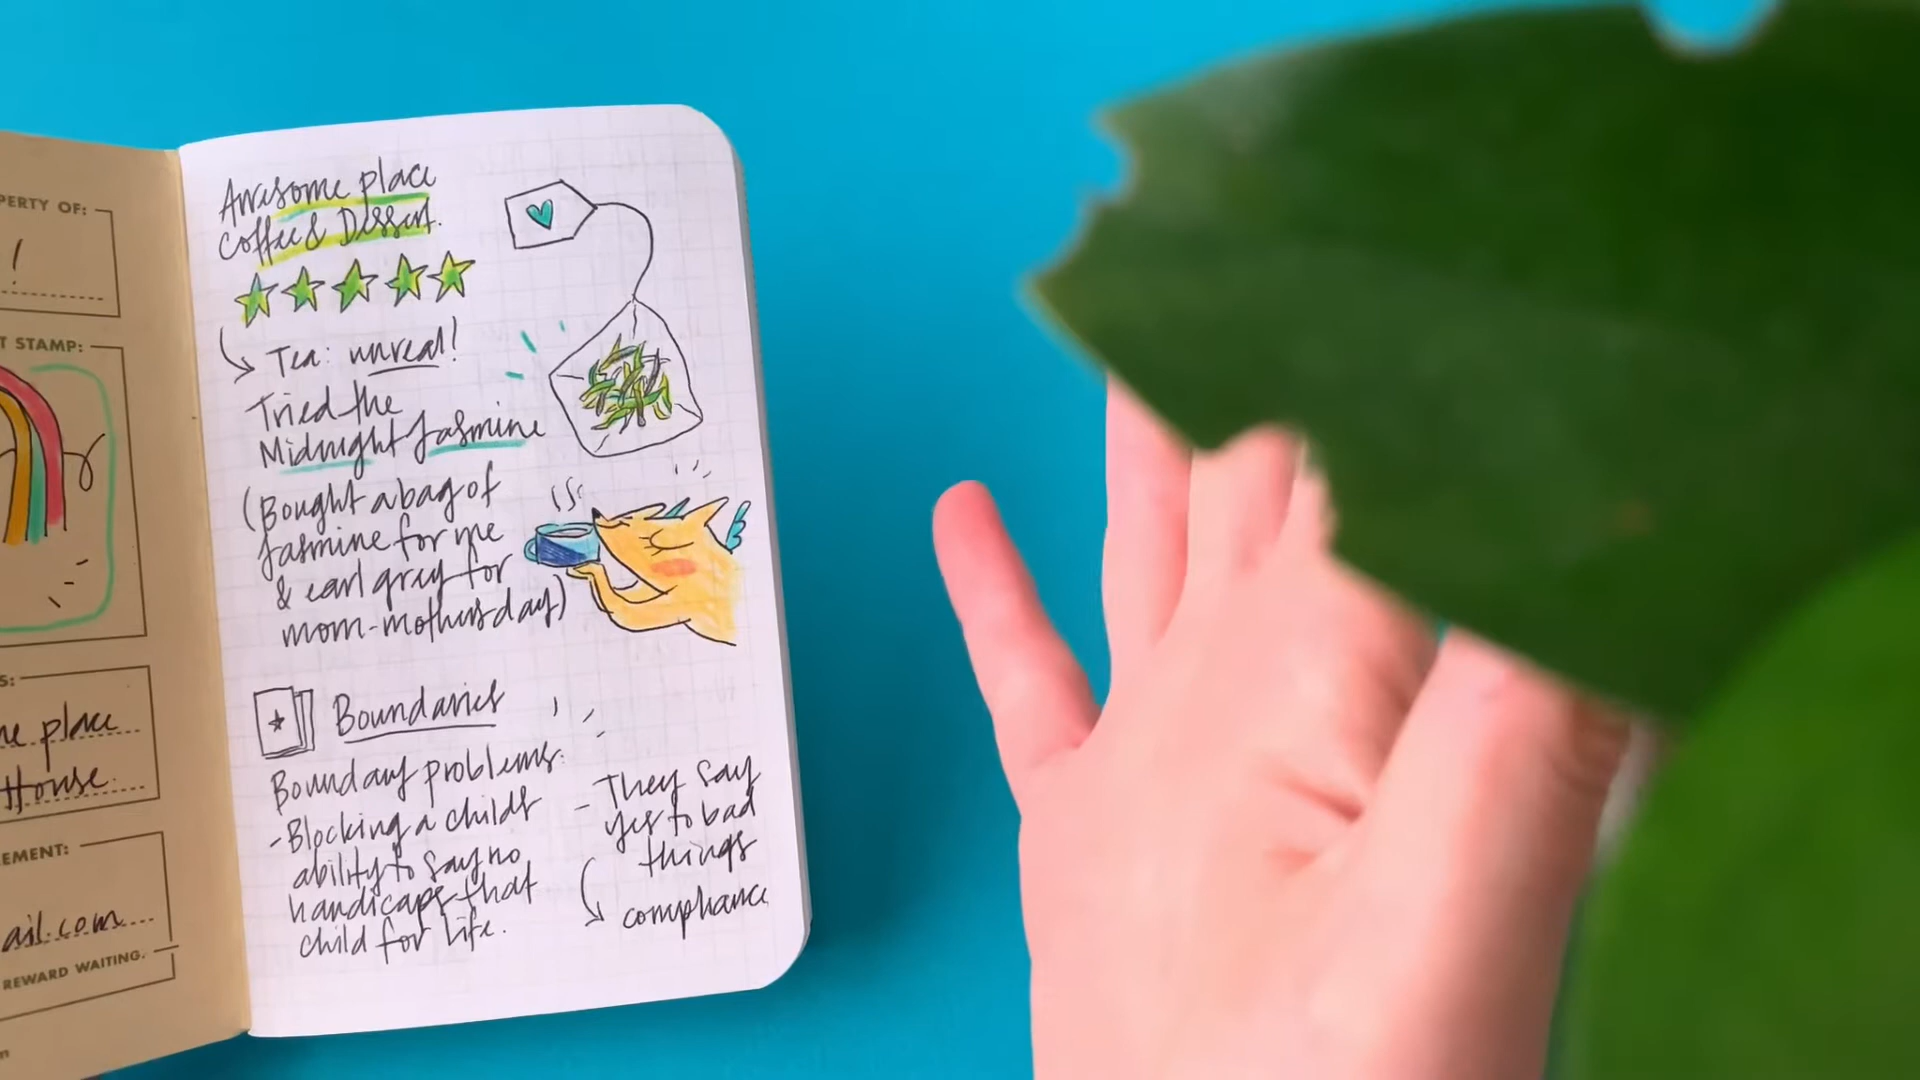 PERTY OF:
!
T STAMP:
S:
me place
House.
EMENT:
ail.com
REWARD WAITING.
Awesome place
Coffee & Dessert.
Tea: unreal!
Tried the
Midnight Jasmine
(Bought a bag of
Jasmine for me
& earl grey for
mom-mothers day)
Boundaries
Boundary problems:
- Blocking a childs
ability to say no
handicaps that
child for life.
- They say
yes to bad
things
compliance